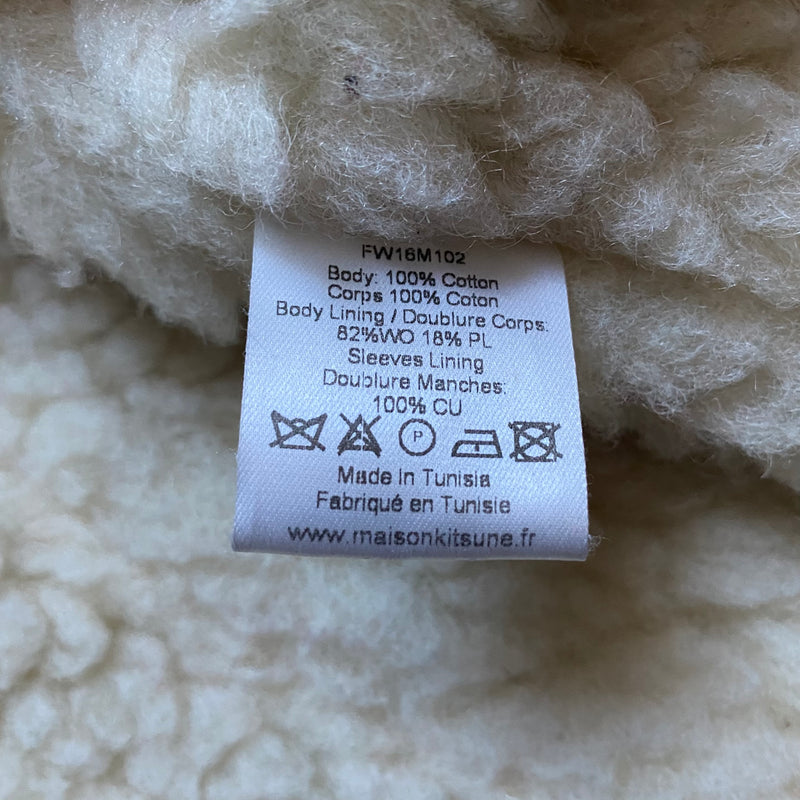 FW16M102
Body: 100% Cotton
Corps 100% Coton
Body Lining / Doublure Corps:
82%WO 18% PL
Sleeves Lining
Doublure Manches:
100% CU
P
Made In Tunisia
Fabriqué en Tunisie
www.maisonkitsune.fr